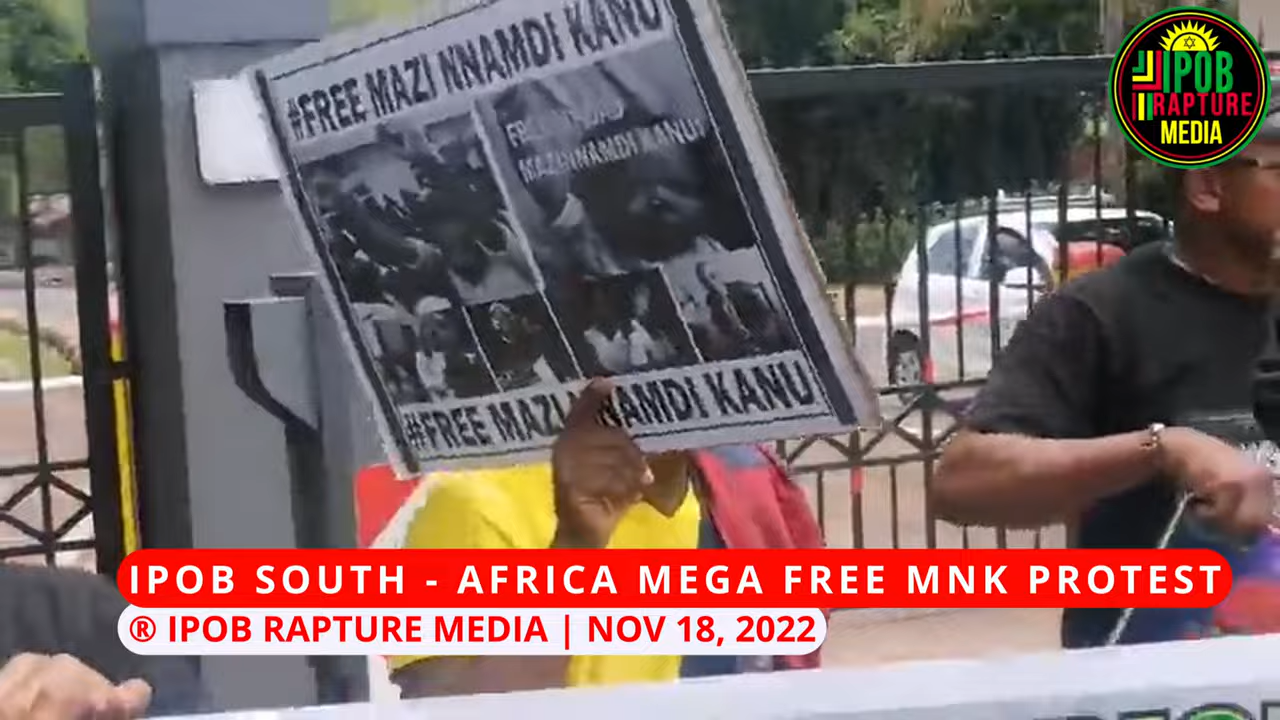 #FREE MAZI NNAMDI KANU
MAZI NNAMDI KANU
#FREE MAZI NNAMDI KANU
IPOB
RAPTURE
MEDIA
IPOB SOUTH - AFRICA MEGA FREE MNK PROTEST
® IPOB RAPTURE MEDIA | NOV 18, 2022